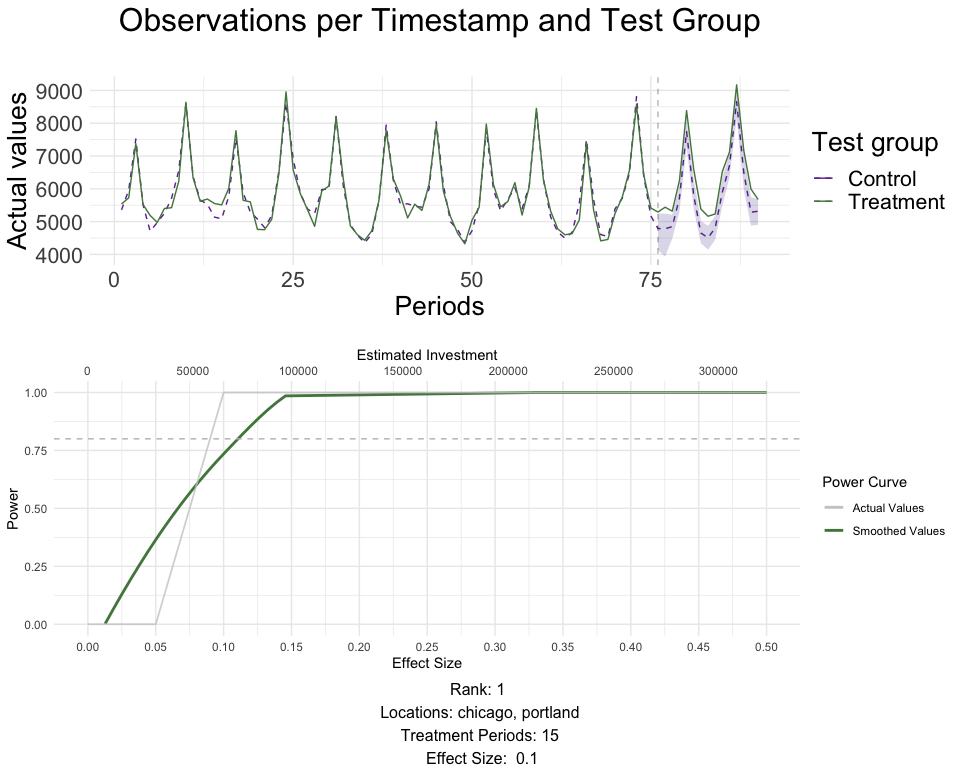 Observations per Timestamp and Test Group
9000
8000
7000
6000
5000
4000
Actual values
0 25 50 75
Periods
Test group
Control
Treatment
Estimated Investment
0 50000 100000 150000 200000 250000 300000
1.00
0.75
0.50
0.25
0.00
Power
0.00 0.05 0.10 0.15 0.20 0.25 0.30 0.35 0.40 0.45 0.50
Effect Size
Power Curve
Actual Values
Smoothed Values
Rank: 1
Locations: chicago, portland
Treatment Periods: 15
Effect Size:  0.1